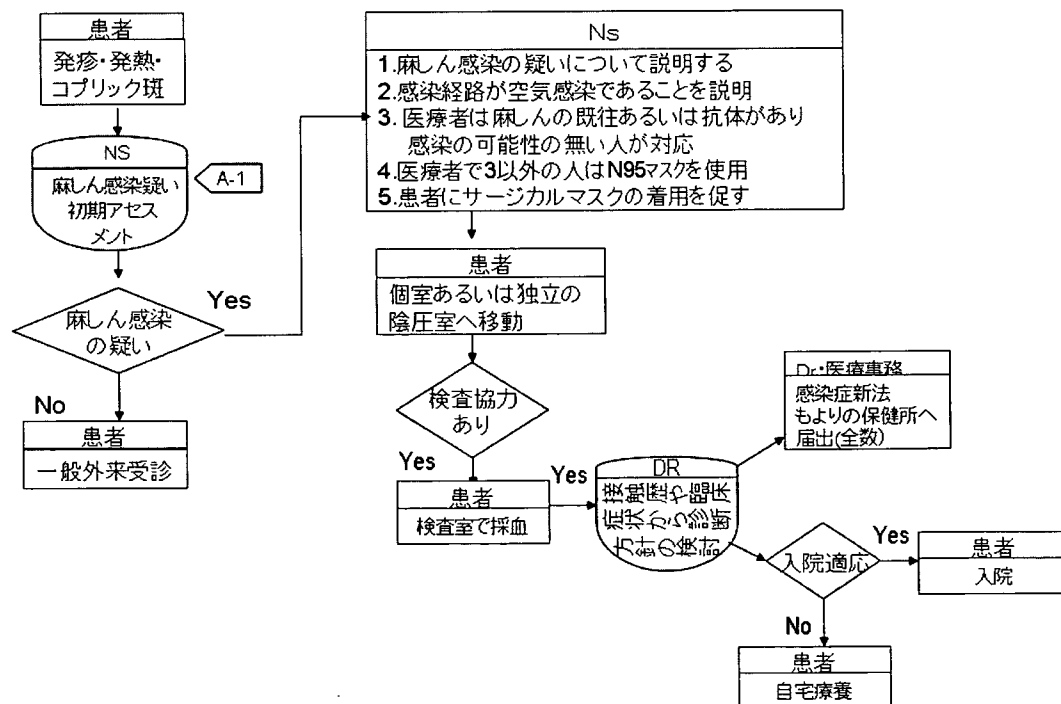 患者
発疹・発熱・
コプリック斑
NS
麻しん感染疑い
初期アセス
メント
A-1
麻しん感染
の疑い
Yes
No
患者
一般外来受診
Ns
1.麻しん感染の疑いについて説明する
2.感染経路が空気感染であることを説明
3.医療者は麻しんの既往あるいは抗体があり
感染の可能性の無い人が対応
4.医療者で3以外の人はN95マスクを使用
5.患者にサージカルマスクの着用を促す
患者
個室あるいは独立の
陰圧室へ移動
検査協力
あり
Yes
患者
検査室で採血
Yes
DR
接触歴や臨床
症状から診断
方針の検討
Dr・医療事務
感染症新法
もよりの保健所へ
届出(全数)
入院適応
Yes
患者
入院
No
患者
自宅療養